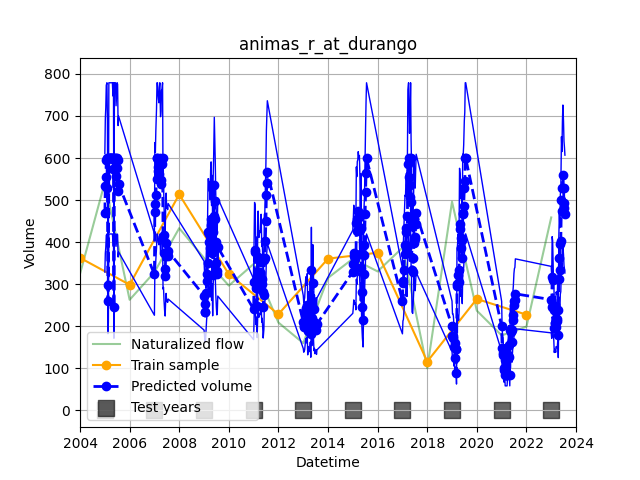 animas_r_at_durango
Volume
800
700
600
500
400
300
200
100
0
Naturalized flow
Train sample
Predicted volume
Test years
2004 2006 2008 2010 2012 2014 2016 2018 2020 2022 2024
Datetime